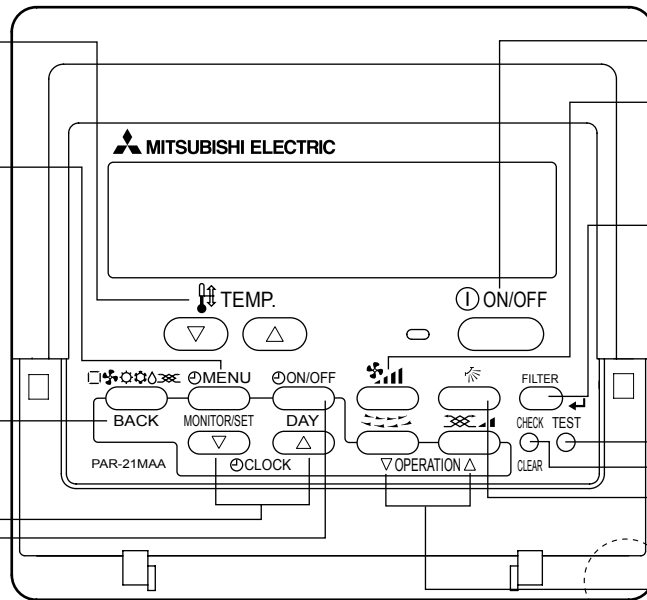 MITSUBISHI ELECTRIC
TEMP.
ON/OFF
MENU
ON/OFF
FILTER
BACK
MONITOR/SET
DAY
CHECK
TEST
PAR-21MAA
CLOCK
OPERATION
CLEAR